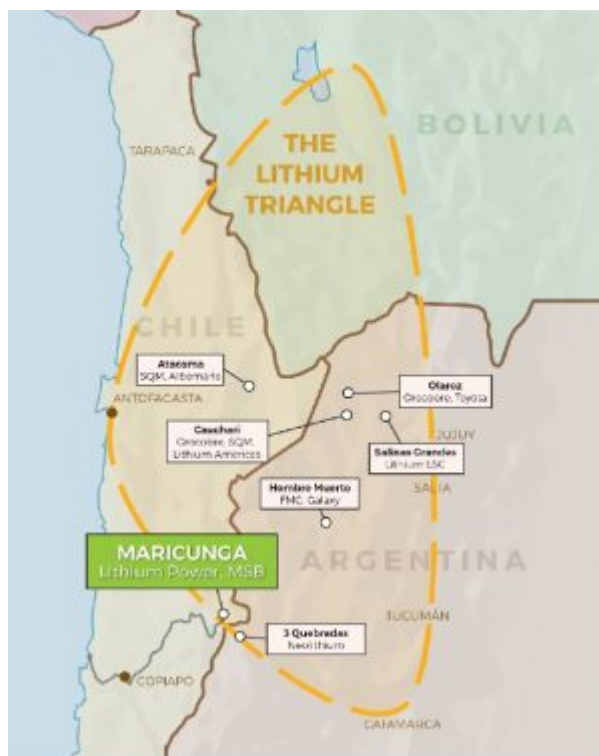 BOLIVIA
THE
LITHIUM
TRIANGLE
TARAPACA
CHILE
Atacama
SQM, Albemarle
Olaroz
Orocobre, Toyota
ANTOFAGASTA
Cauchari
Orocobre, SQM,
Lithium Americas
Salinas Grandes
Lithium LSC
JUJUY
SALTA
Hombre Muerto
FMC, Galaxy
MARICUNGA
Lithium Power, MSB
ARGENTINA
TUCUMÁN
3 Quebradas
Neolithium
COPIAPÓ
CATAMARCA